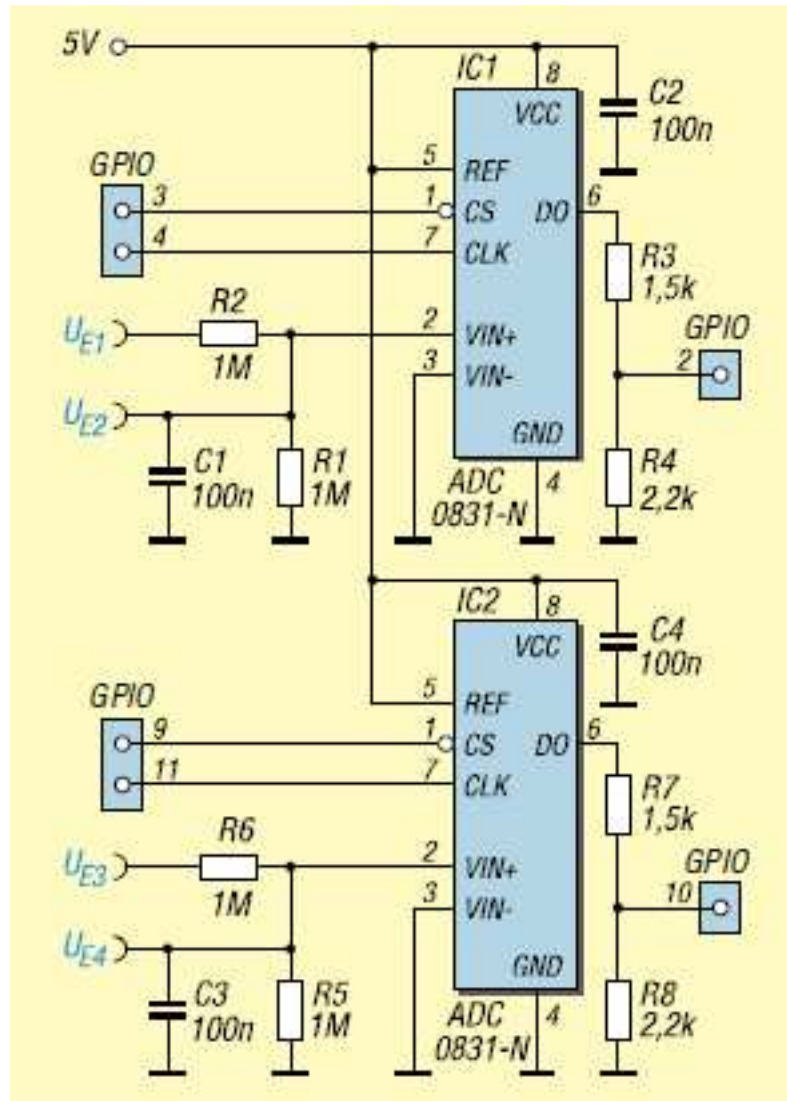 5V
IC1
8
VCC
C2
100n
GPIO
5
REF
3
1
CS
DO
6
4
7
CLK
R3
1,5k
R2
UE1
1M
2
VIN+
GPIO
2
3
VIN-
UE2
C1
100n
R1
1M
GND
ADC
0831-N
4
R4
2,2k
IC2
8
VCC
C4
100n
GPIO
5
REF
9
1
CS
DO
6
11
7
CLK
R7
1,5k
R6
UE3
1M
2
VIN+
GPIO
10
3
VIN-
UE4
C3
100n
R5
1M
GND
ADC
0831-N
4
R8
2,2k